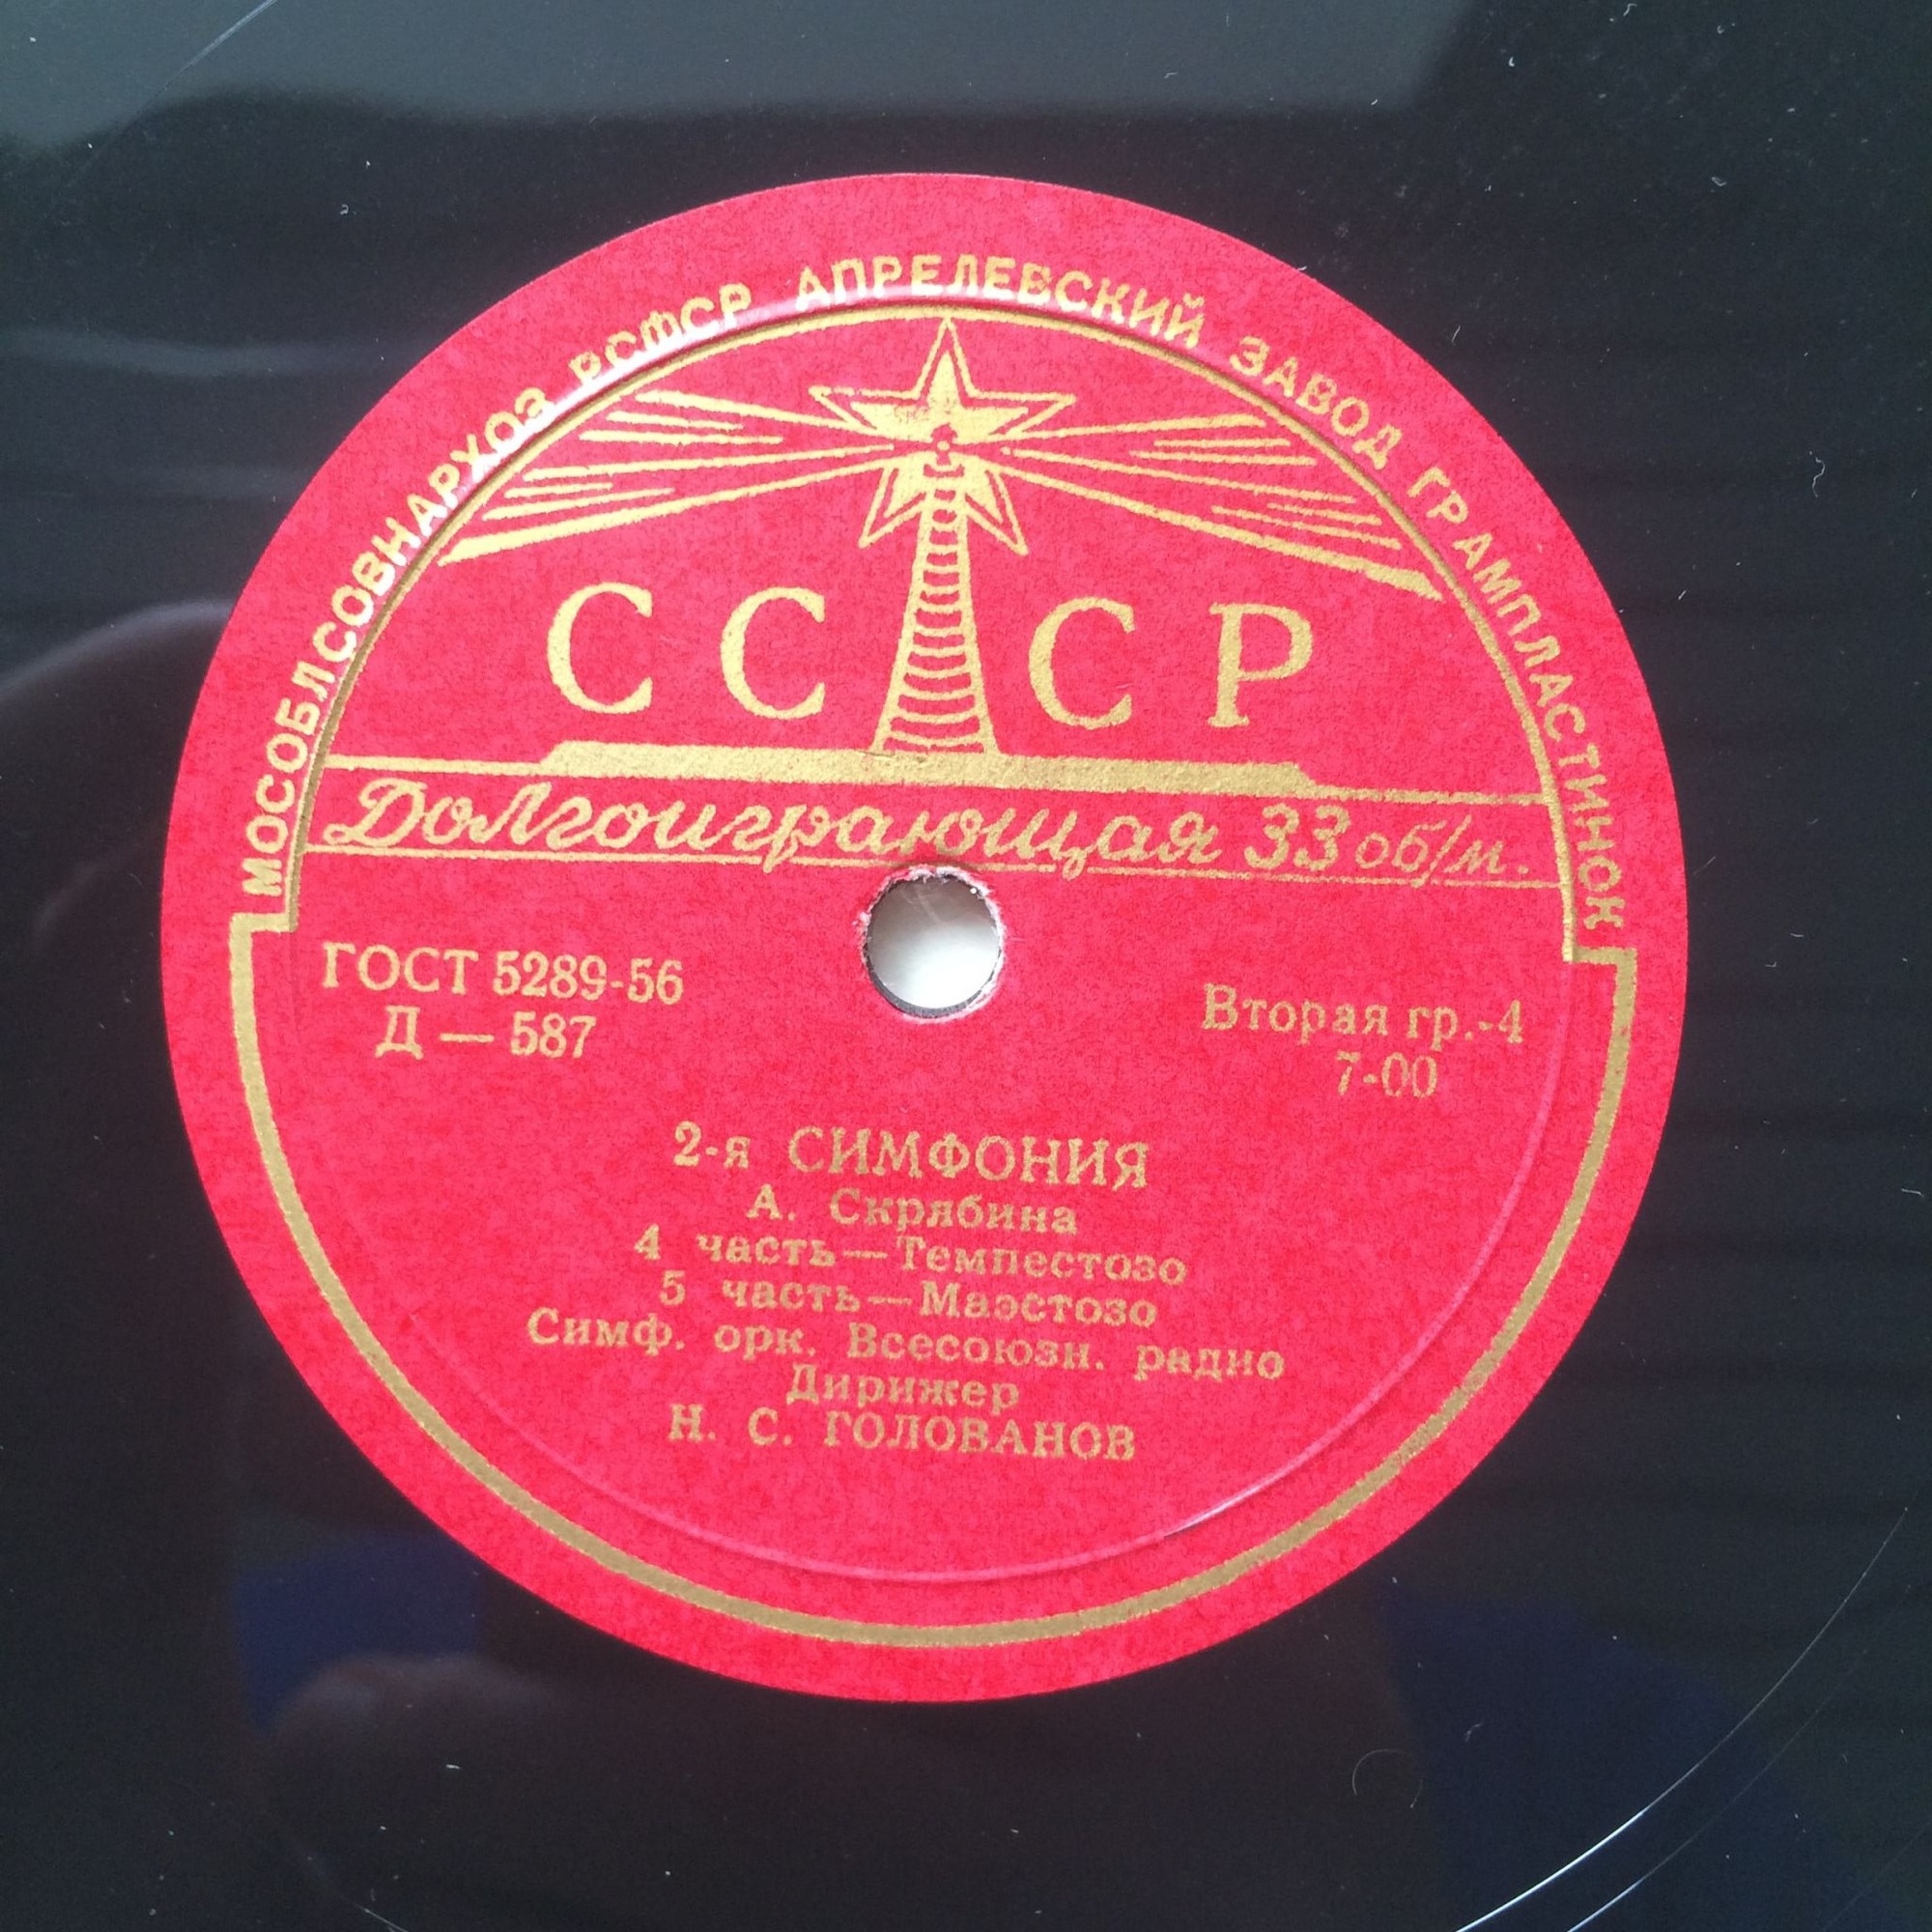 МОСОБЛСОВНАРХОЗ РСФСР АПРЕЛЕВСКИЙ ЗАВОД ГРАМПЛАСТИНОК
СССР
Долгоиграющая 33 об/м.
ГОСТ 5289-56
Д — 587
Вторая гр.-4
7-00
2-я СИМФОНИЯ
А. Скрябина
4 часть—Темпестозо
5 часть—Маэстозо
Симф. орк. Всесоюзн. радио
Дирижер
Н. С. ГОЛОВАНОВ